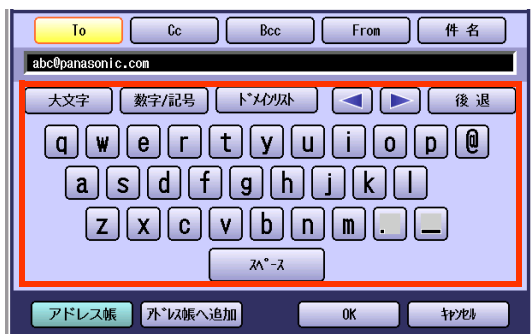 To Cc Bcc From 件 名
abc@panasonic.com
大文字 数字/記号 ﾄﾞﾒｲﾝﾘｽﾄ ◀ ▶ 後 退
q w e r t y u i o p @
a s d f g h j k l
z x c v b n m . _
ｽﾍﾟｰｽ
アドレス帳 ｱﾄﾞﾚｽ帳へ追加 OK ｷｬﾝｾﾙ